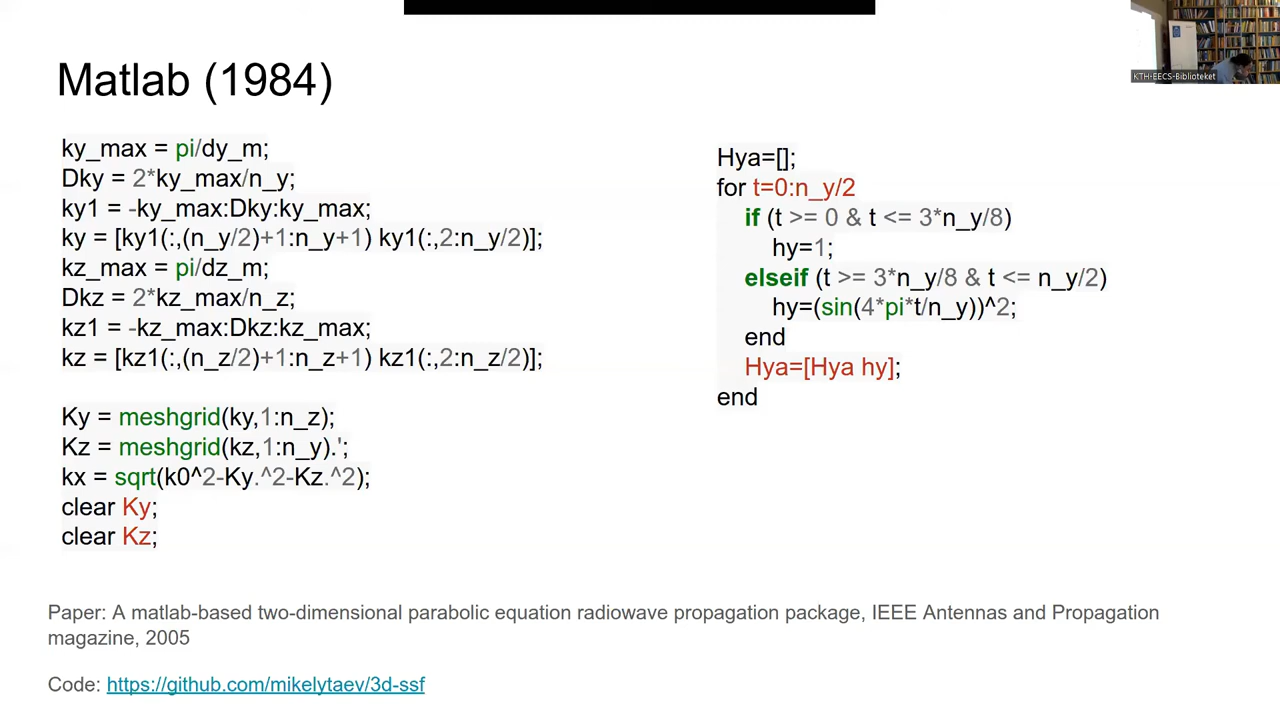 Matlab (1984)
ky_max = pi/dy_m;
Dky = 2*ky_max/n_y;
ky1 = -ky_max:Dky:ky_max;
ky = [ky1(:,(n_y/2)+1:n_y+1) ky1(:,2:n_y/2)];
kz_max = pi/dz_m;
Dkz = 2*kz_max/n_z;
kz1 = -kz_max:Dkz:kz_max;
kz = [kz1(:,(n_z/2)+1:n_z+1) kz1(:,2:n_z/2)];
Ky = meshgrid(ky,1:n_z);
Kz = meshgrid(kz,1:n_y).';
kx = sqrt(k0^2-Ky.^2-Kz.^2);
clear Ky;
clear Kz;
Hya=[];
for t=0:n_y/2
if (t >= 0 & t <= 3*n_y/8)
hy=1;
elseif (t >= 3*n_y/8 & t <= n_y/2)
hy=(sin(4*pi*t/n_y))^2;
end
Hya=[Hya hy];
end
Paper: A matlab-based two-dimensional parabolic equation radiowave propagation package, IEEE Antennas and Propagation
magazine, 2005
Code: https://github.com/mikelytaev/3d-ssf
KTH-EECS-Biblioteket